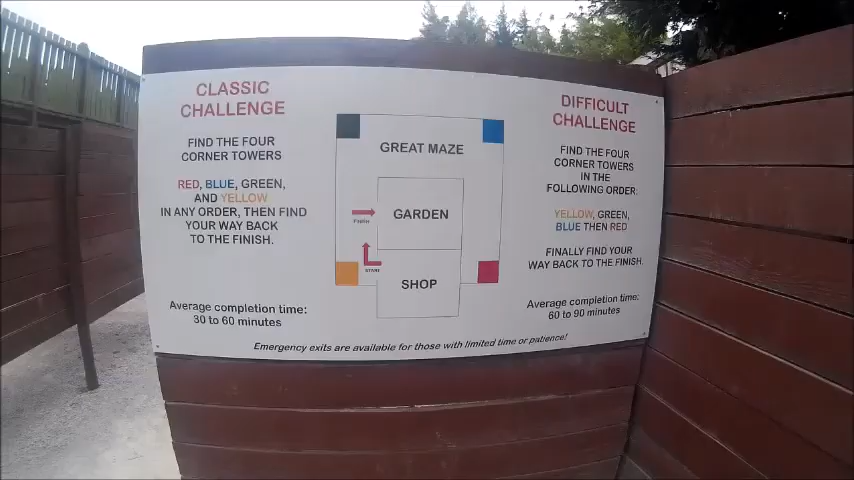 CLASSIC
CHALLENGE
FIND THE FOUR
CORNER TOWERS
RED, BLUE, GREEN,
AND YELLOW
IN ANY ORDER, THEN FIND
YOUR WAY BACK
TO THE FINISH.
Average completion time:
30 to 60 minutes
GREAT MAZE
GARDEN
FINISH
START
SHOP
DIFFICULT
CHALLENGE
FIND THE FOUR
CORNER TOWERS
IN THE
FOLLOWING ORDER.
YELLOW, GREEN,
BLUE THEN RED
FINALLY FIND YOUR
WAY BACK TO THE FINISH.
Average completion time:
60 to 90 minutes
Emergency exits are available for those with limited time or patience!